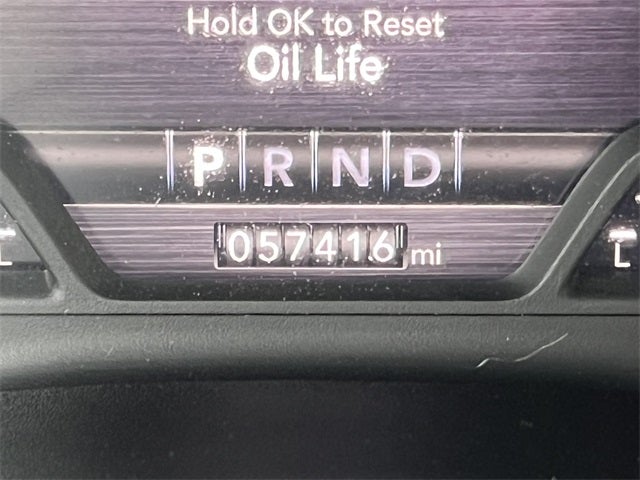 Hold OK to Reset
Oil Life
P R N D
057416 mi
L L